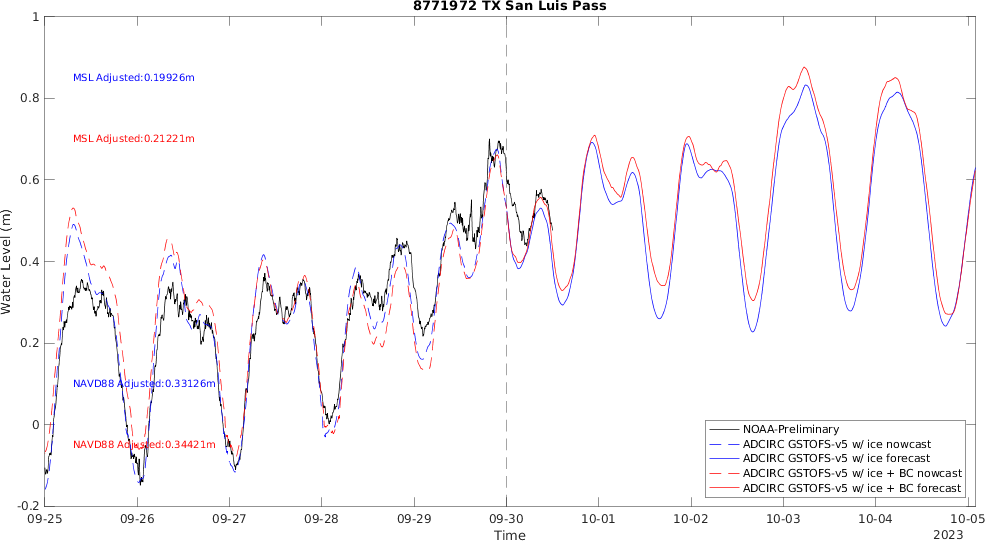 8771972 TX San Luis Pass
Water Level (m)
1
0.8
0.6
0.4
0.2
0
-0.2
MSL Adjusted:0.19926m
MSL Adjusted:0.21221m
NAVD88 Adjusted:0.33126m
NAVD88 Adjusted:0.34421m
NOAA-Preliminary
ADCIRC GSTOFS-v5 w/ ice nowcast
ADCIRC GSTOFS-v5 w/ ice forecast
ADCIRC GSTOFS-v5 w/ ice + BC nowcast
ADCIRC GSTOFS-v5 w/ ice + BC forecast
09-25 09-26 09-27 09-28 09-29 09-30 10-01 10-02 10-03 10-04 10-05
Time
2023